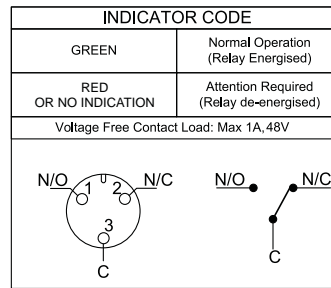 INDICATOR CODE
GREEN
Normal Operation
(Relay Energised)
RED
OR NO INDICATION
Attention Required
(Relay de-energised)
Voltage Free Contact Load: Max 1A,48V
N/O 1 2 N/C
3
C
N/O N/C
C